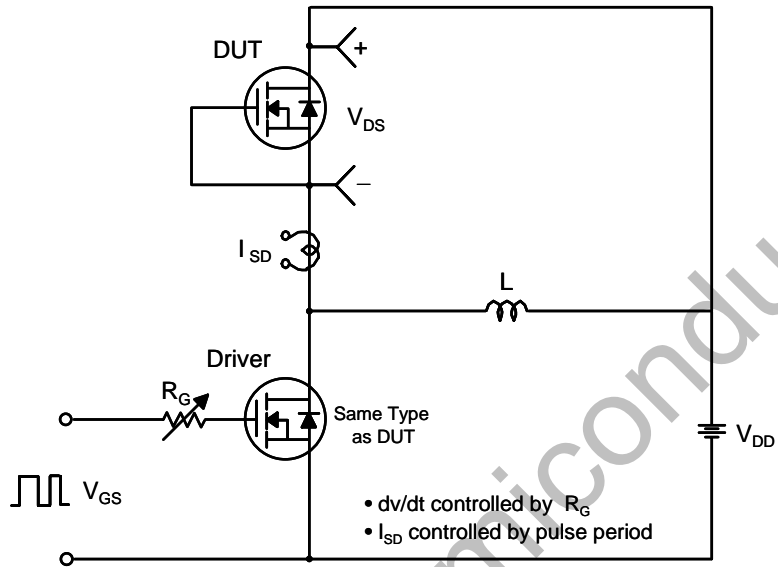 DUT
+
V_DS
−
I_SD
L
Driver
R_G
Same Type
as DUT
V_DD
V_GS
• dv/dt controlled by R_G
• I_SD controlled by pulse period
micondu